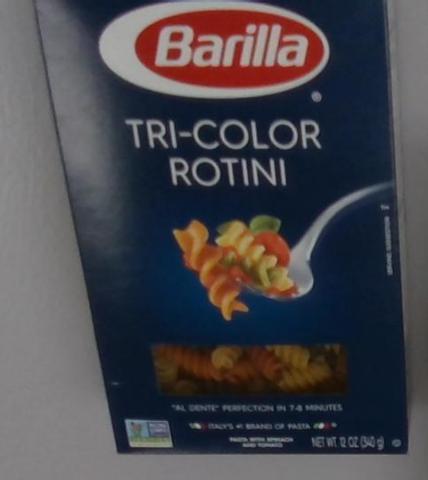 Barilla
®
TRI-COLOR
ROTINI
"AL DENTE" PERFECTION IN 7-8 MINUTES
ITALY'S #1 BRAND OF PASTA
PASTA WITH SPINACH
AND TOMATO
NET WT. 12 OZ (340 g)